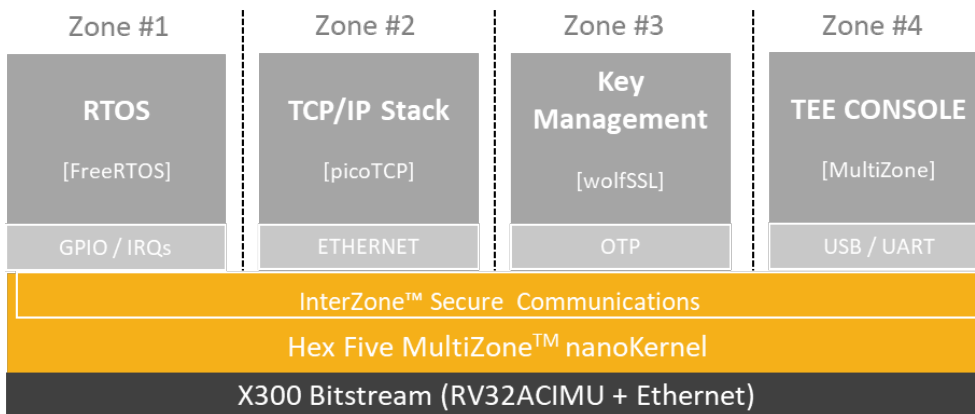 Zone #1
Zone #2
Zone #3
Zone #4
RTOS
[FreeRTOS]
GPIO / IRQs
TCP/IP Stack
[picoTCP]
ETHERNET
Key
Management
[wolfSSL]
OTP
TEE CONSOLE
[MultiZone]
USB / UART
InterZone™ Secure Communications
Hex Five MultiZone™ nanoKernel
X300 Bitstream (RV32ACIMU + Ethernet)